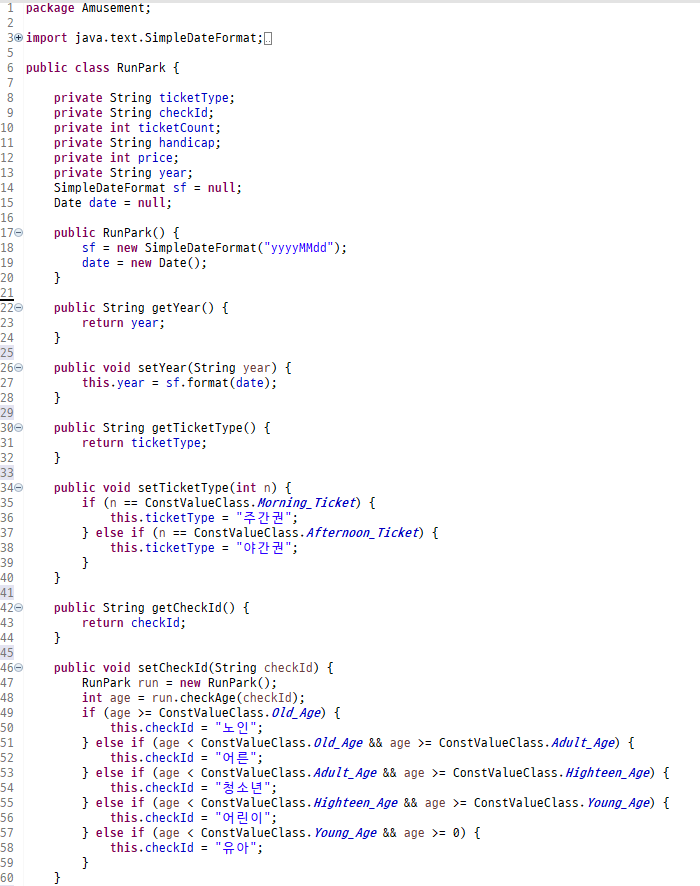 1 package Amusement;
2
3 import java.text.SimpleDateFormat;
5
6 public class RunPark {
7
8     private String ticketType;
9     private String checkId;
10     private int ticketCount;
11     private String handicap;
12     private int price;
13     private String year;
14     SimpleDateFormat sf = null;
15     Date date = null;
16
17     public RunPark() {
18         sf = new SimpleDateFormat("yyyyMMdd");
19         date = new Date();
20     }
21
22     public String getYear() {
23         return year;
24     }
25
26     public void setYear(String year) {
27         this.year = sf.format(date);
28     }
29
30     public String getTicketType() {
31         return ticketType;
32     }
33
34     public void setTicketType(int n) {
35         if (n == ConstValueClass.Morning_Ticket) {
36             this.ticketType = "주간권";
37         } else if (n == ConstValueClass.Afternoon_Ticket) {
38             this.ticketType = "야간권";
39         }
40     }
41
42     public String getCheckId() {
43         return checkId;
44     }
45
46     public void setCheckId(String checkId) {
47         RunPark run = new RunPark();
48         int age = run.checkAge(checkId);
49         if (age >= ConstValueClass.Old_Age) {
50             this.checkId = "노인";
51         } else if (age < ConstValueClass.Old_Age && age >= ConstValueClass.Adult_Age) {
52             this.checkId = "어른";
53         } else if (age < ConstValueClass.Adult_Age && age >= ConstValueClass.Highteen_Age) {
54             this.checkId = "청소년";
55         } else if (age < ConstValueClass.Highteen_Age && age >= ConstValueClass.Young_Age) {
56             this.checkId = "어린이";
57         } else if (age < ConstValueClass.Young_Age && age >= 0) {
58             this.checkId = "유아";
59         }
60     }